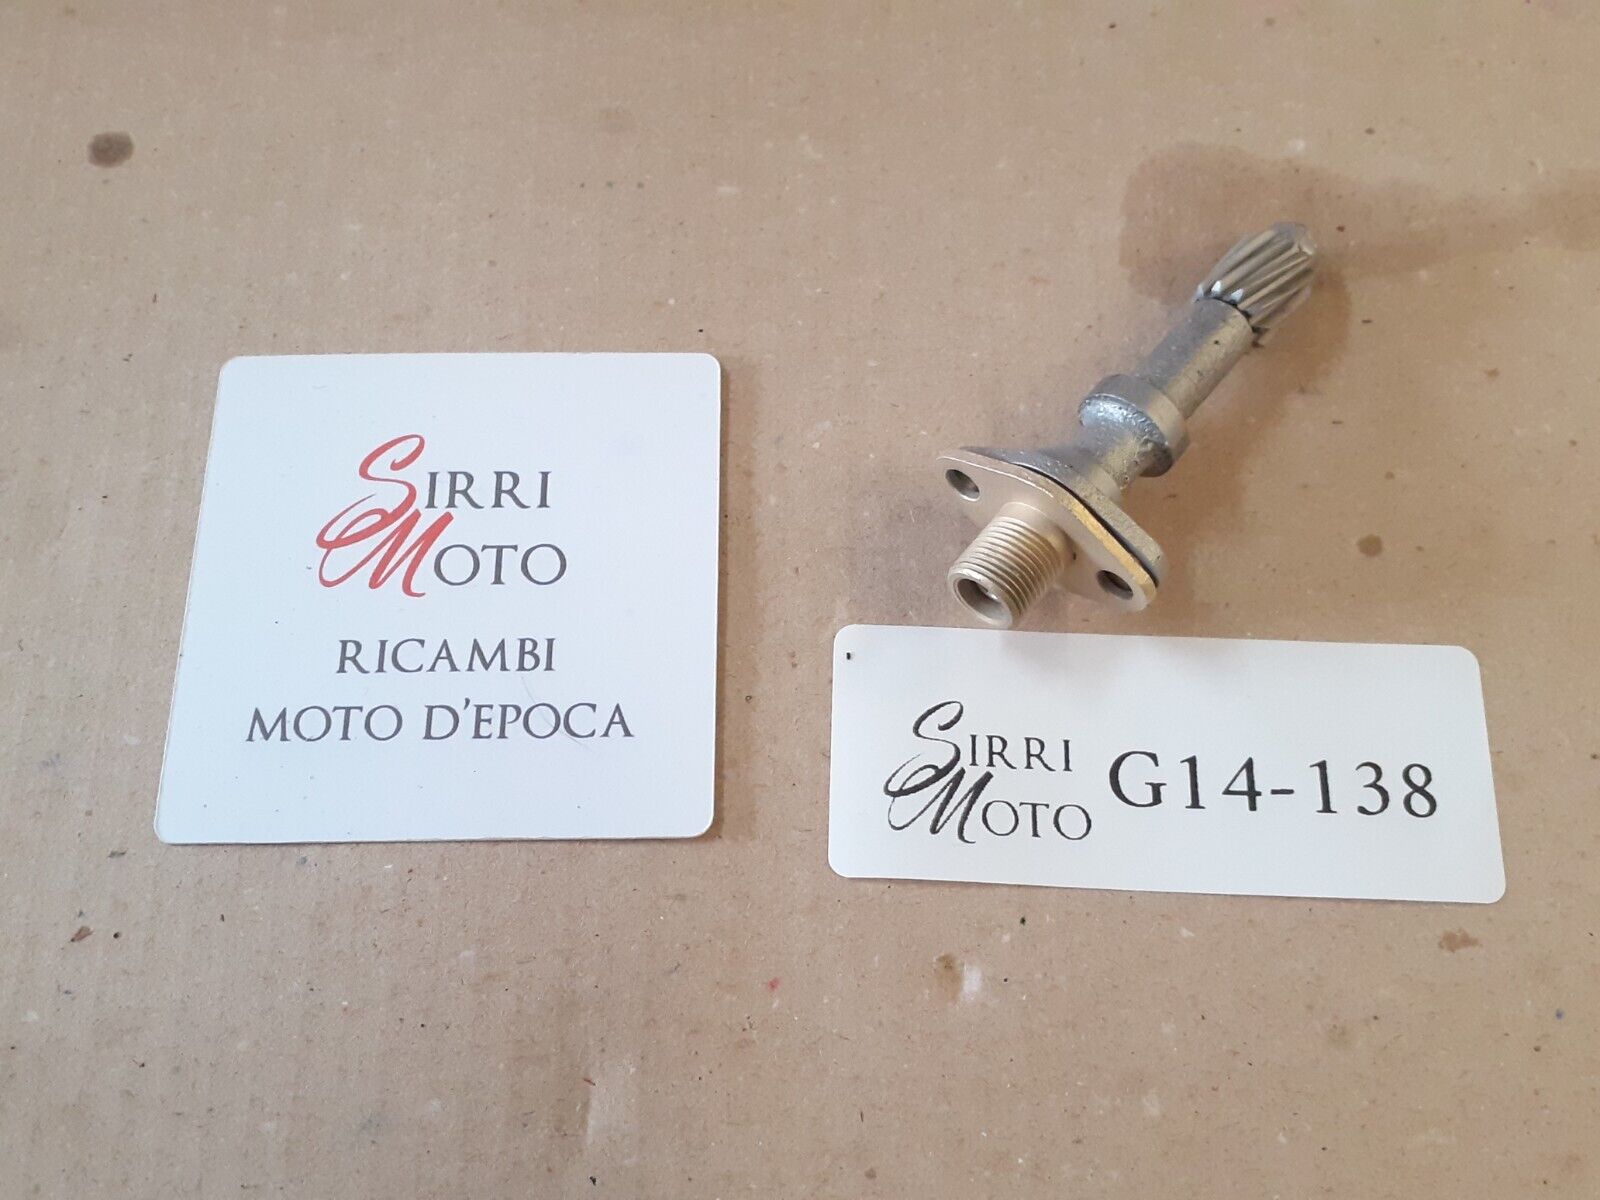 SIRRI
MOTO
RICAMBI
MOTO D'EPOCA
SIRRI
MOTO
G14-138